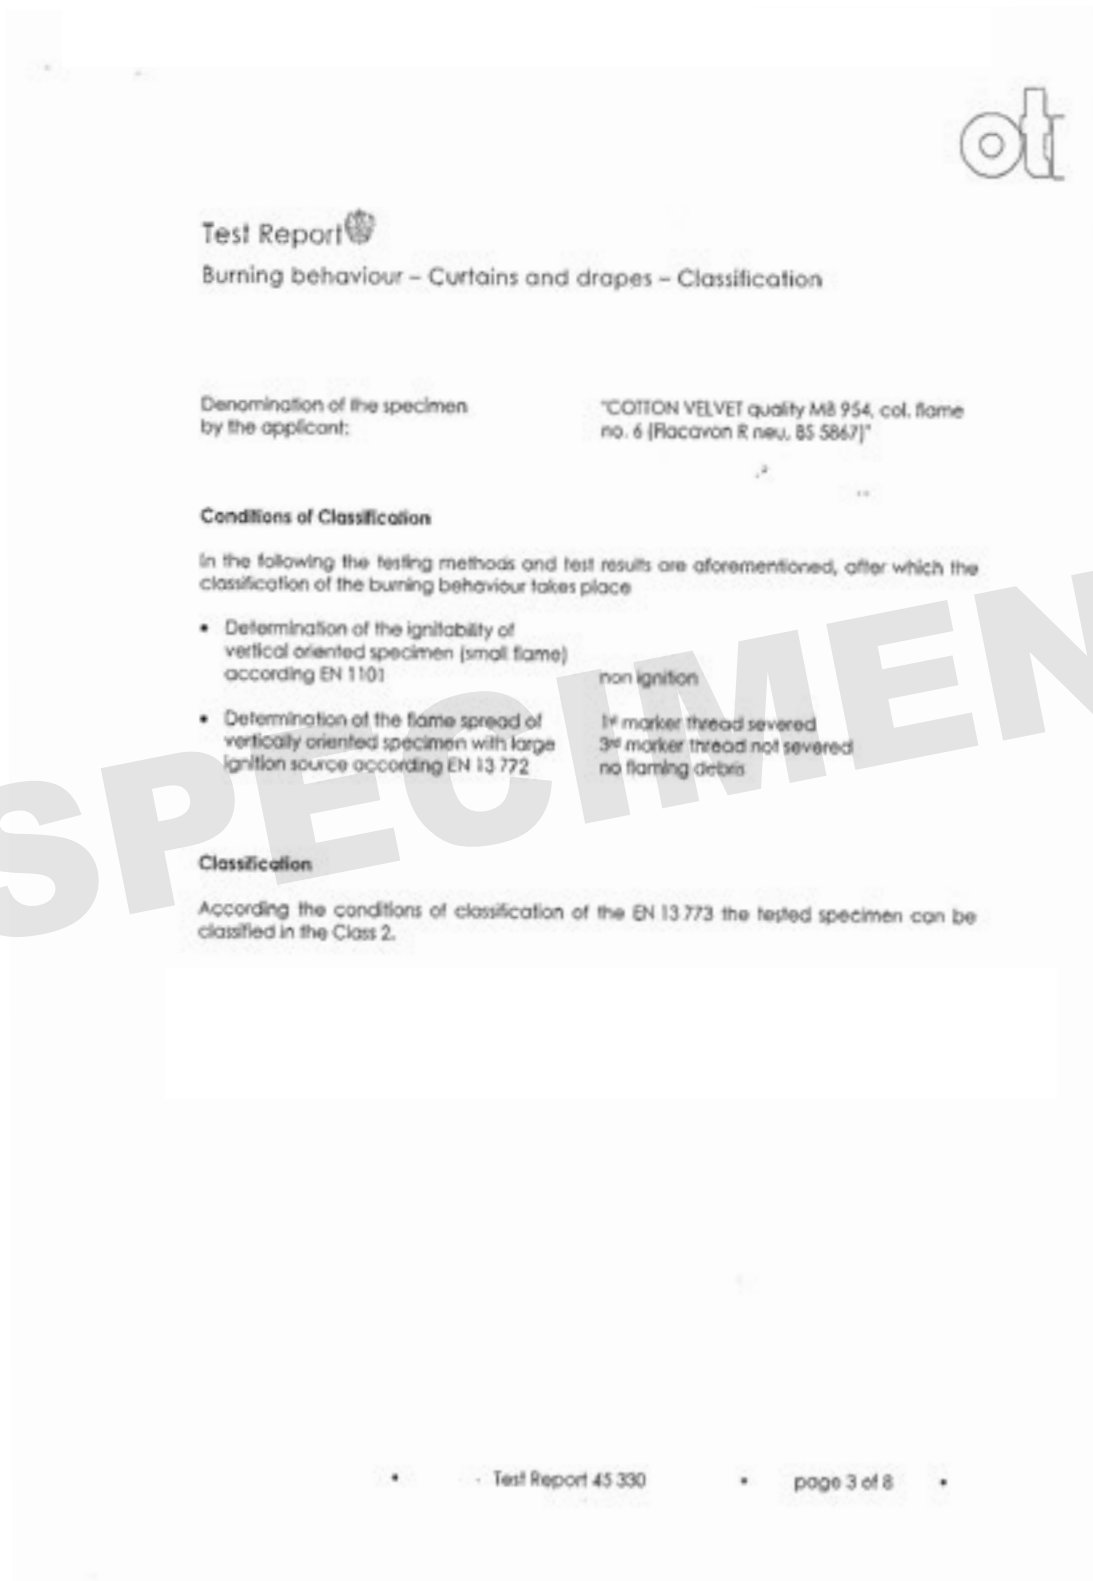 ot
Test Report
Burning behaviour – Curtains and drapes – Classification
Denomination of the specimen
by the applicant:
"COTTON VELVET quality MB 954, col. flame
no. 6 (Flacavon R neu, BS 5867)"
Conditions of Classification
In the following the testing methods and test results are aforementioned, after which the
classification of the burning behaviour takes place
• Determination of the ignitability of
vertical oriented specimen (small flame)
according EN 1101
non ignition
• Determination of the flame spread of
vertically oriented specimen with large
ignition source according EN 13 772
1st marker thread severed
3rd marker thread not severed
no flaming debris
SPECIMEN
Classification
According the conditions of classification of the EN 13 773 the tested specimen can be
classified in the Class 2.
• Test Report 45 330 • page 3 of 8 •